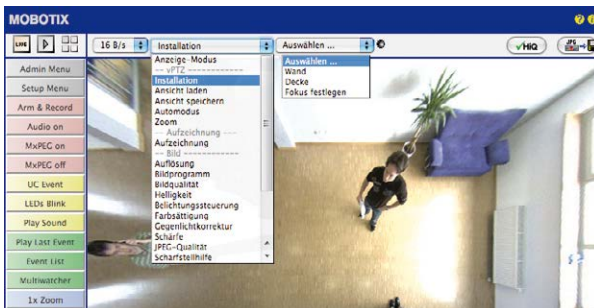 MOBOTIX
LIVE
16 B/s
Installation
Auswählen ...
HiQ
JPG
Admin Menu
Setup Menu
Arm & Record
Audio on
MxPEG on
MxPEG off
UC Event
LEDs Blink
Play Sound
Play Last Event
Event List
Multiwatcher
1x Zoom
Anzeige-Modus
-- vPTZ ------------
Installation
Ansicht laden
Ansicht speichern
Automodus
Zoom
-- Aufzeichnung ---
Aufzeichnung
-- Bild ------------
Auflösung
Bildprogramm
Bildqualität
Helligkeit
Belichtungssteuerung
Farbsättigung
Gegenlichtkorrektur
Schärfe
JPEG-Qualität
Scharfstellhilfe
Auswählen ...
Wand
Decke
Fokus festlegen